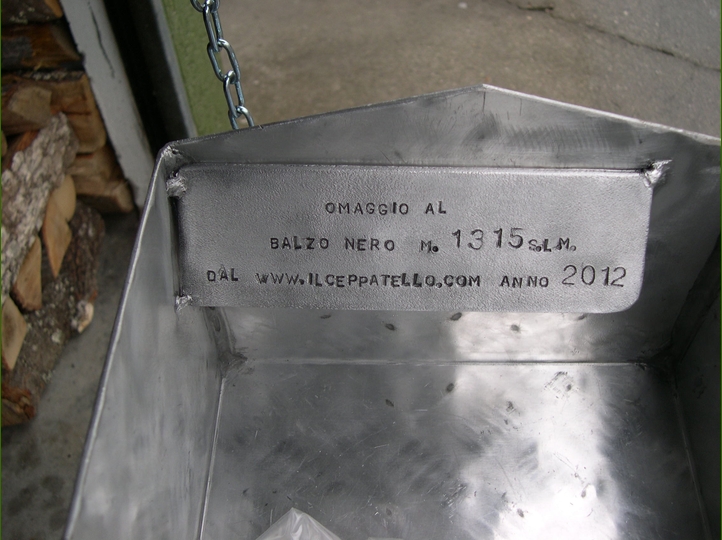 OMAGGIO AL
BALZO NERO M. 1315 S.L.M.
DAL WWW.ILCEPPATELLO.COM ANNO 2012